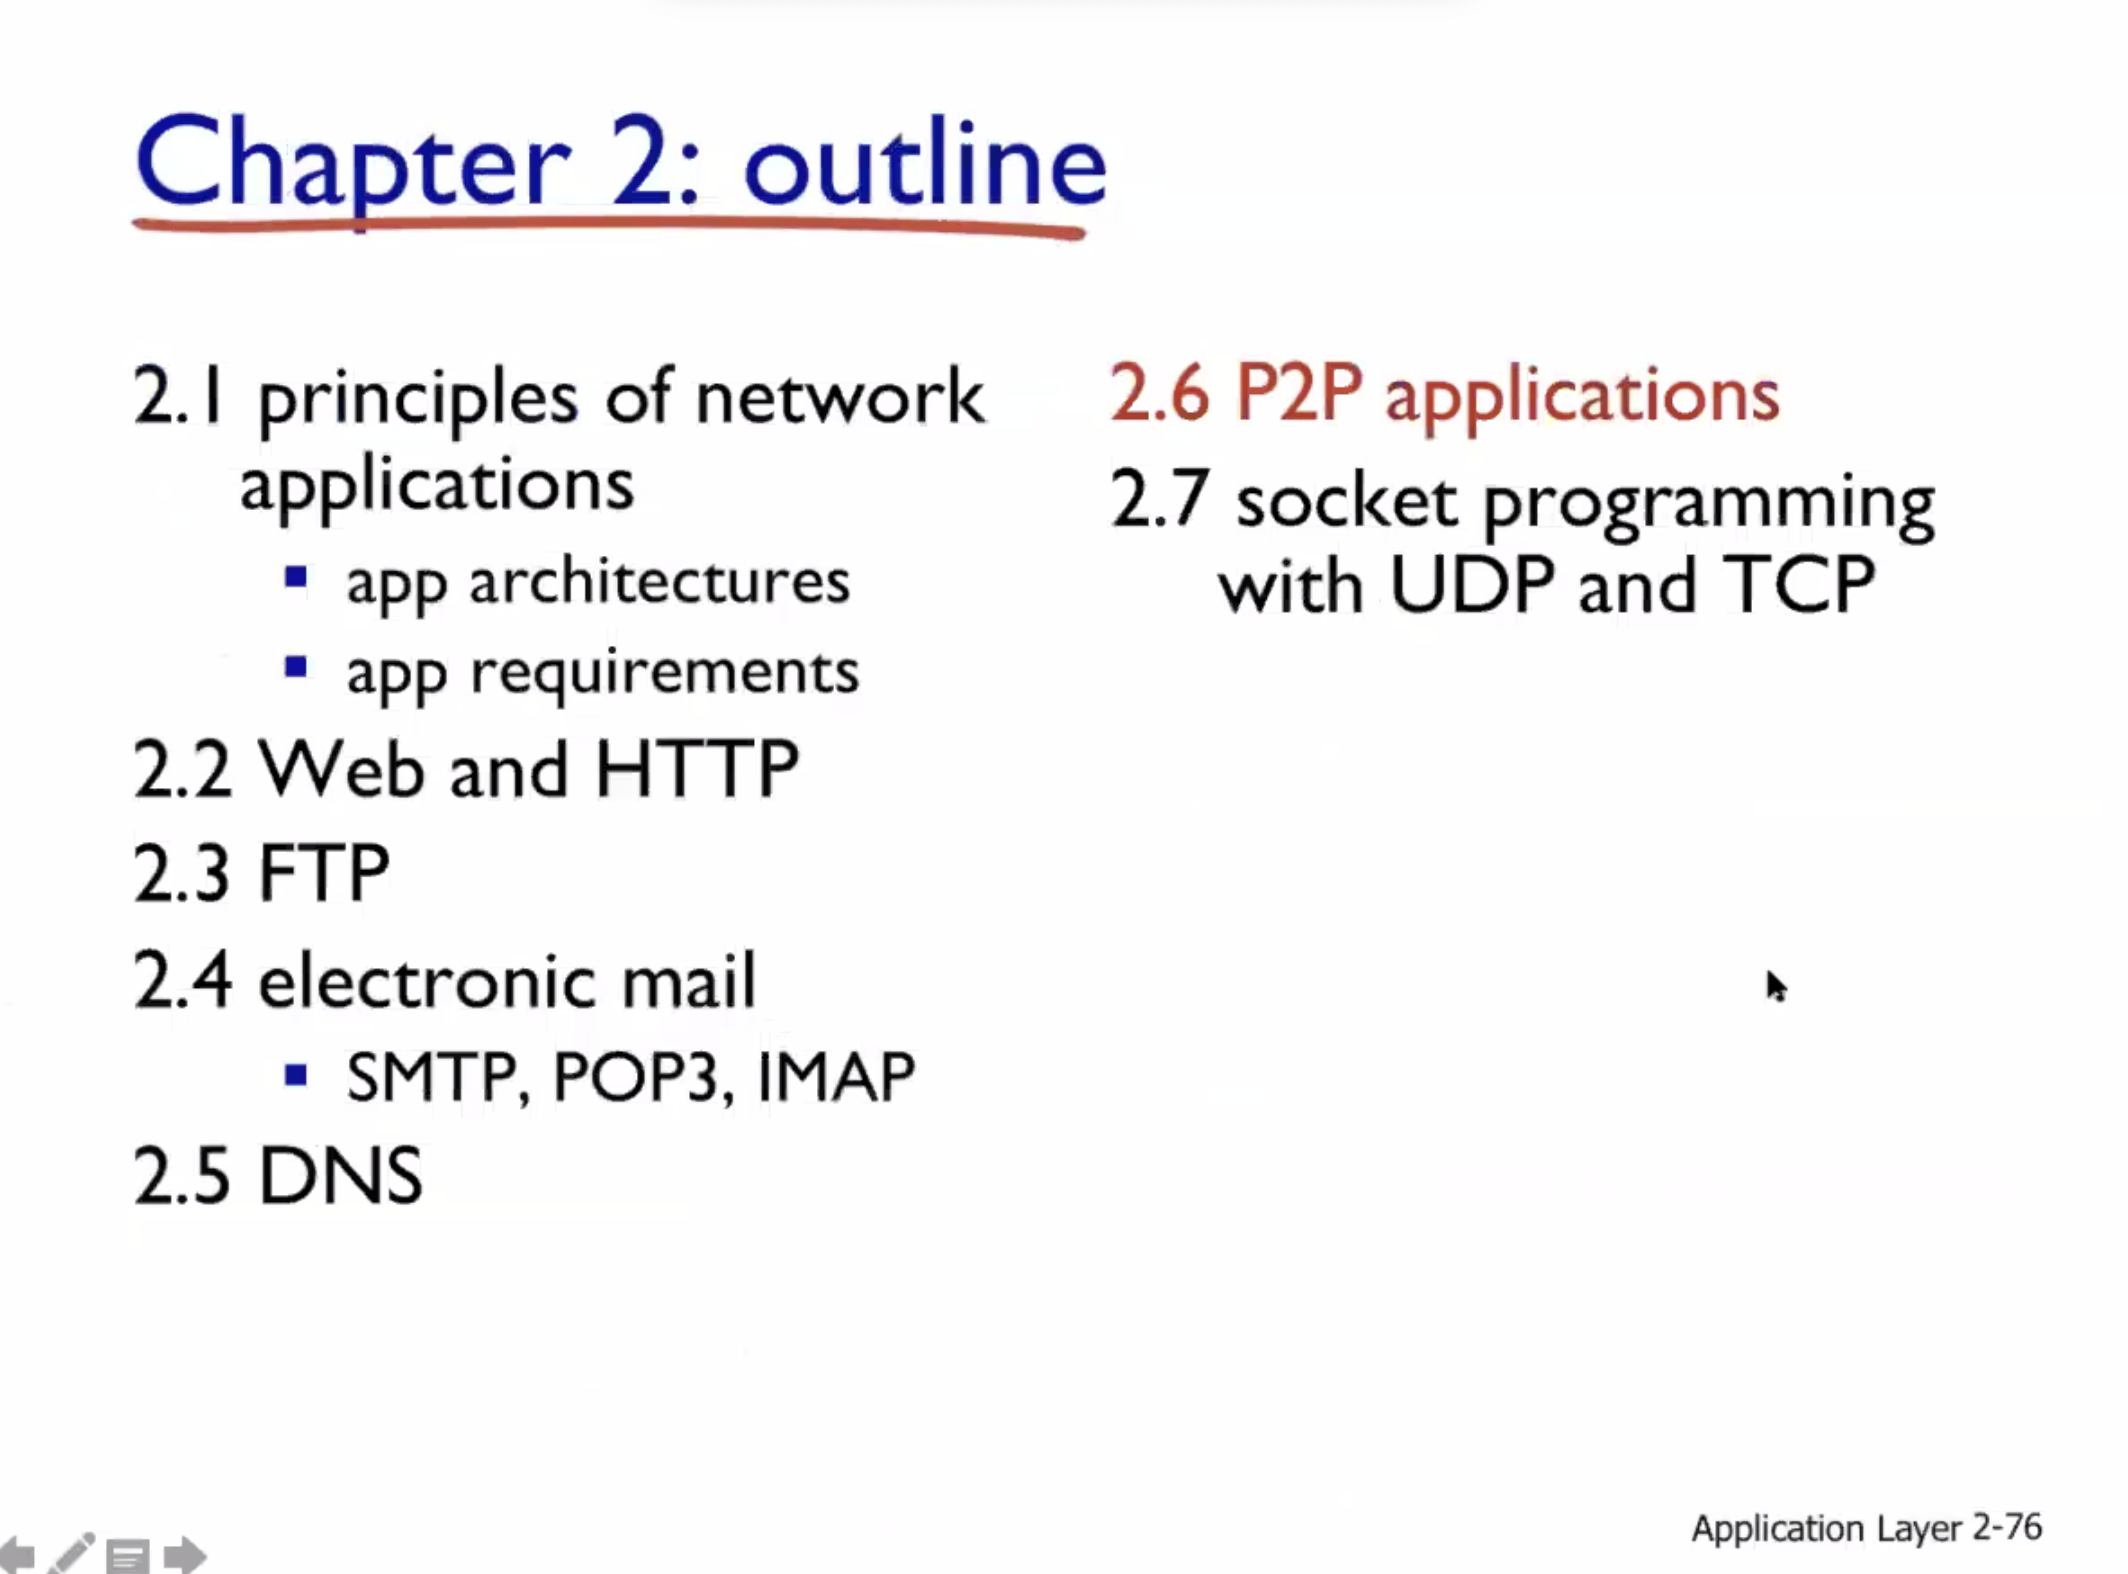 Chapter 2: outline
2.1 principles of network
applications
▪ app architectures
▪ app requirements
2.2 Web and HTTP
2.3 FTP
2.4 electronic mail
▪ SMTP, POP3, IMAP
2.5 DNS
2.6 P2P applications
2.7 socket programming
with UDP and TCP
Application Layer 2-76